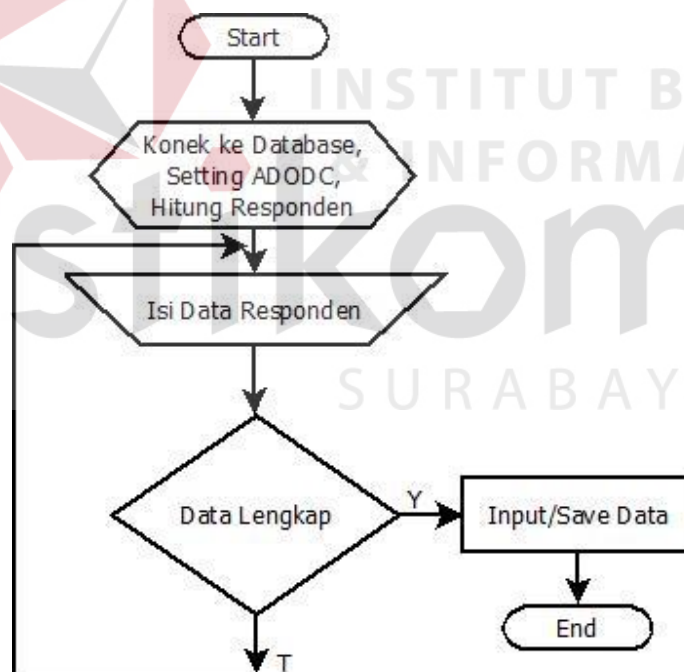 Start
INSTITUT B
Konek ke Database,
Setting ADODC,
Hitung Responden
& INFORMA
stikom
Isi Data Responden
SURABAY
Data Lengkap
Y
Input/Save Data
End
T